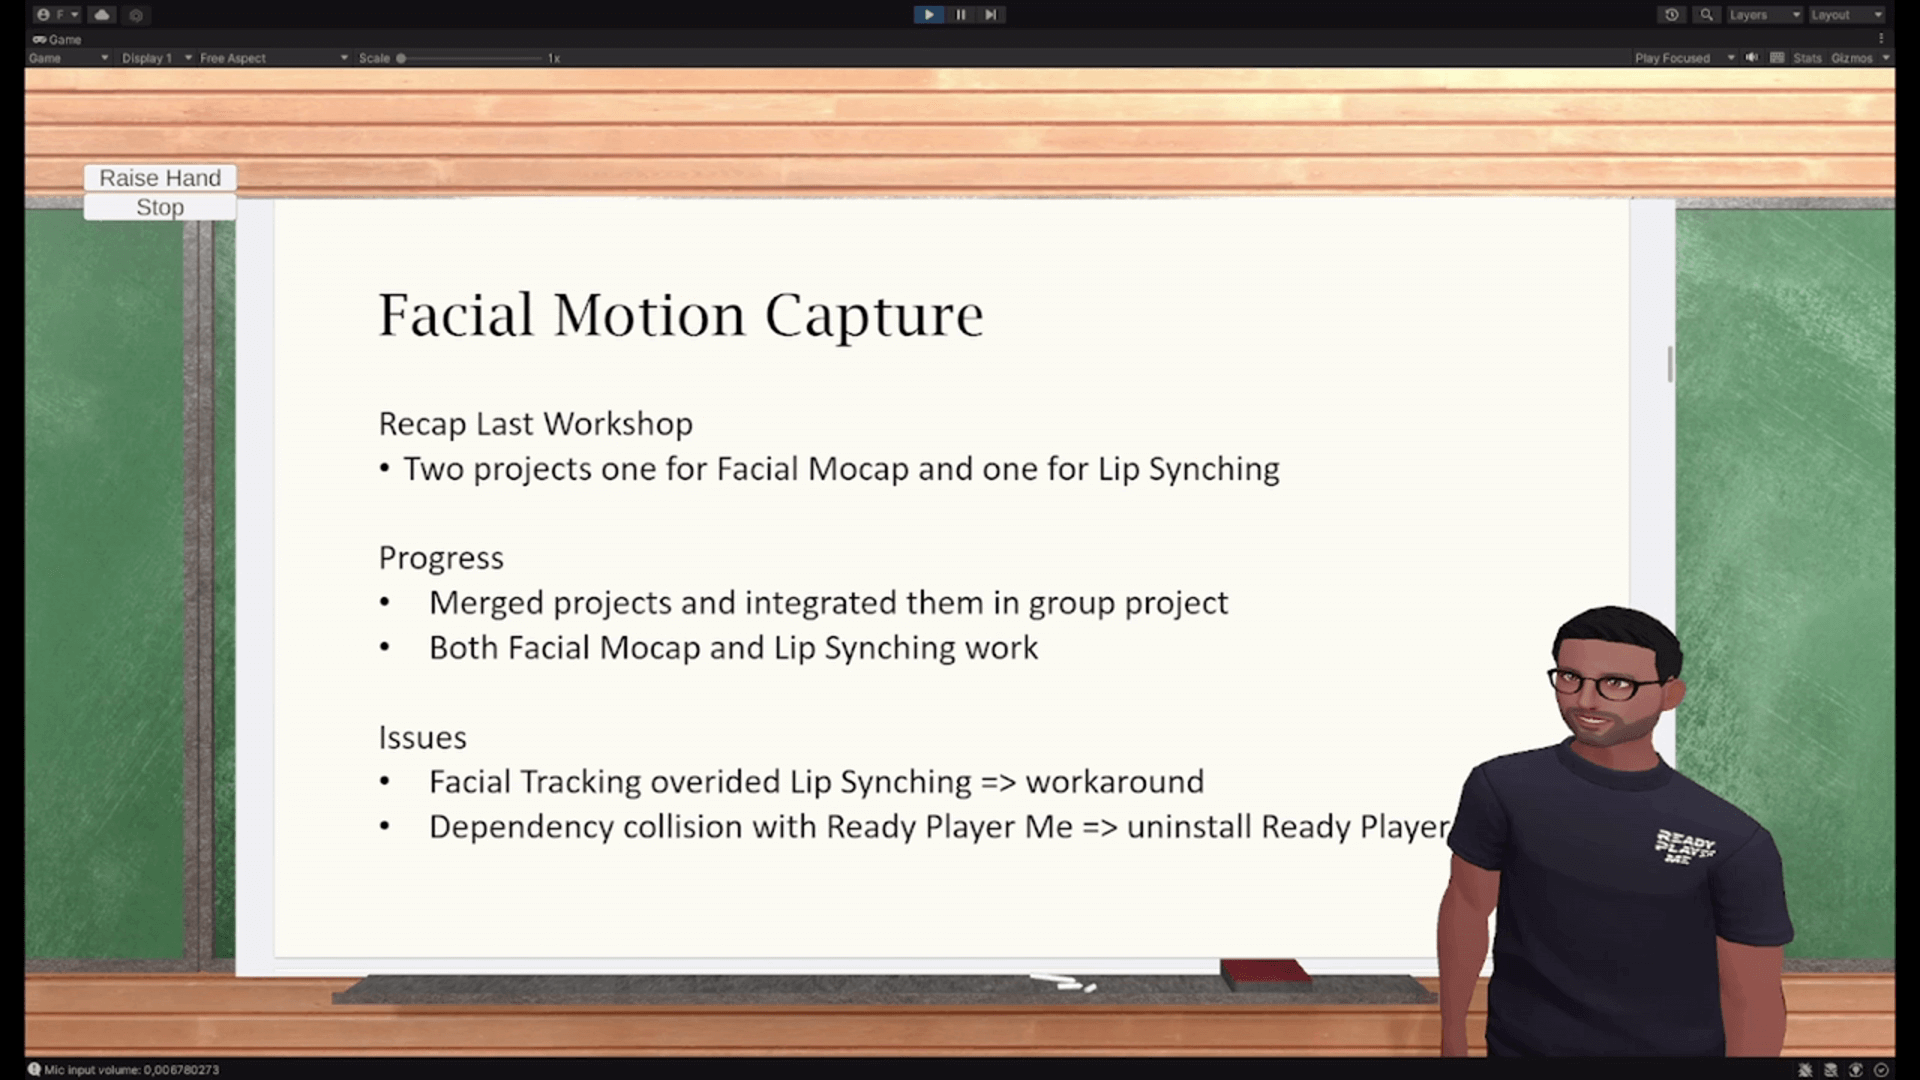 F
Layers
Layout
Game
Game
Display 1
Free Aspect
Scale
1x
Play Focused
Stats
Gizmos
Raise Hand
Stop
Facial Motion Capture
Recap Last Workshop
• Two projects one for Facial Mocap and one for Lip Synching
Progress
• Merged projects and integrated them in group project
• Both Facial Mocap and Lip Synching work
Issues
• Facial Tracking overided Lip Synching => workaround
• Dependency collision with Ready Player Me => uninstall Ready Player
READY
PLAYER
ME
Mic input volume: 0,006780273